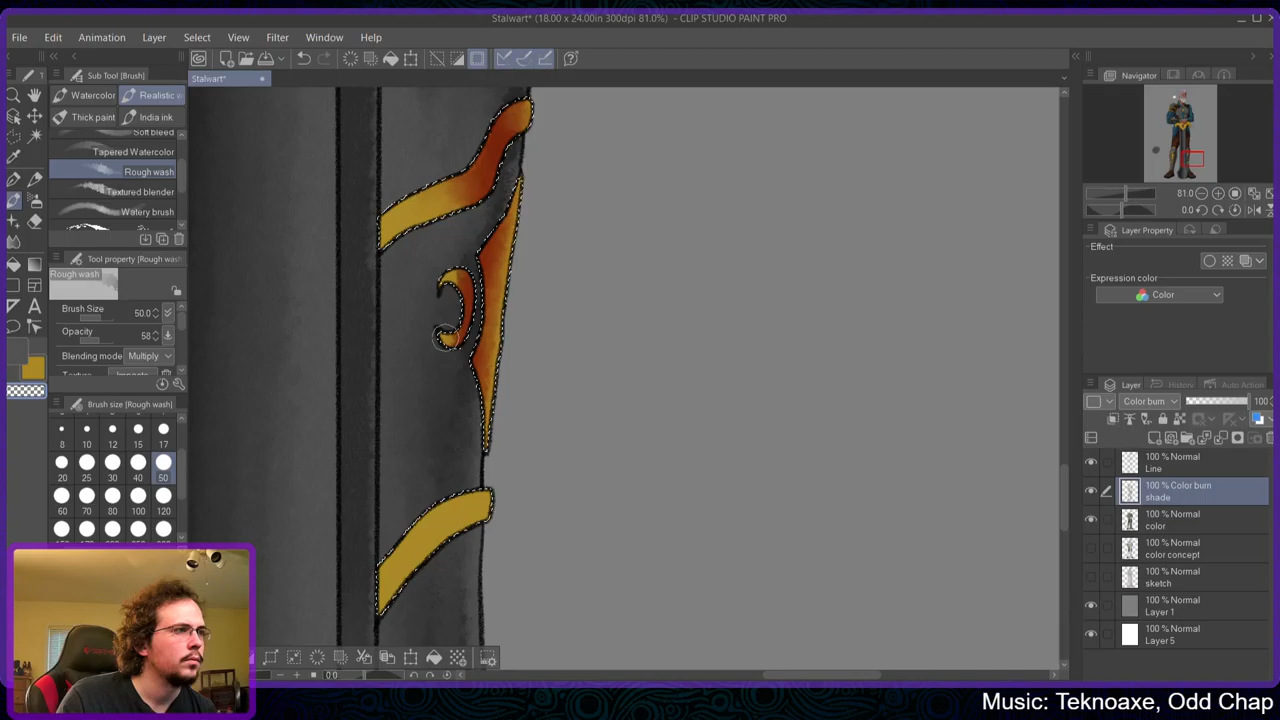 Stalwart* (18.00 x 24.00in 300dpi 81.0%) - CLIP STUDIO PAINT PRO
File Edit Animation Layer Select View Filter Window Help
Sub Tool [Brush]
Stalwart*
Navigator
Watercolor
Realistic w
Thick paint
India ink
Soft bleed
Tapered Watercolor
Rough wash
Textured blender
Watery brush
81.0
0.0
Layer Property
Effect
Expression color
Color
Tool property [Rough wash]
Rough wash
Brush Size 50.0
Opacity 58
Blending mode Multiply
Brush size [Rough wash]
8 10 12 15 17
20 25 30 40 50
60 70 80 100 120
Layer
History
Auto Action
Color burn
100
100 % Normal
Line
100 % Color burn
shade
100 % Normal
color
100 % Normal
color concept
100 % Normal
sketch
100 % Normal
Layer 1
100 % Normal
Layer 5
0.0
Music: Teknoaxe, Odd Chap